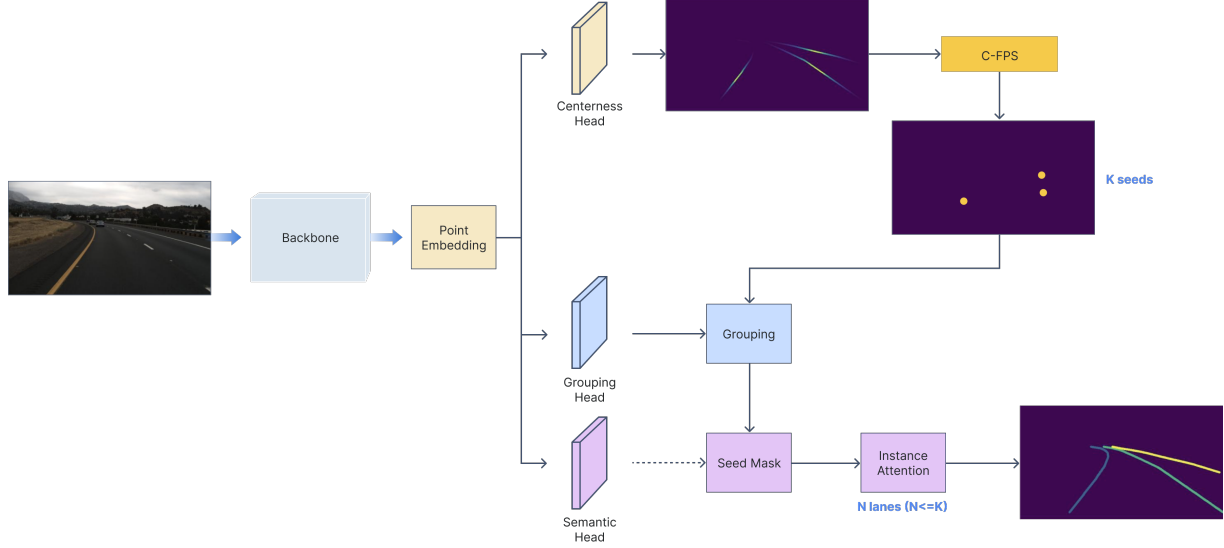 Centerness
Head
C-FPS
K seeds
Backbone
Point
Embedding
Grouping
Head
Grouping
Semantic
Head
Seed Mask
Instance
Attention
N lanes (N<=K)